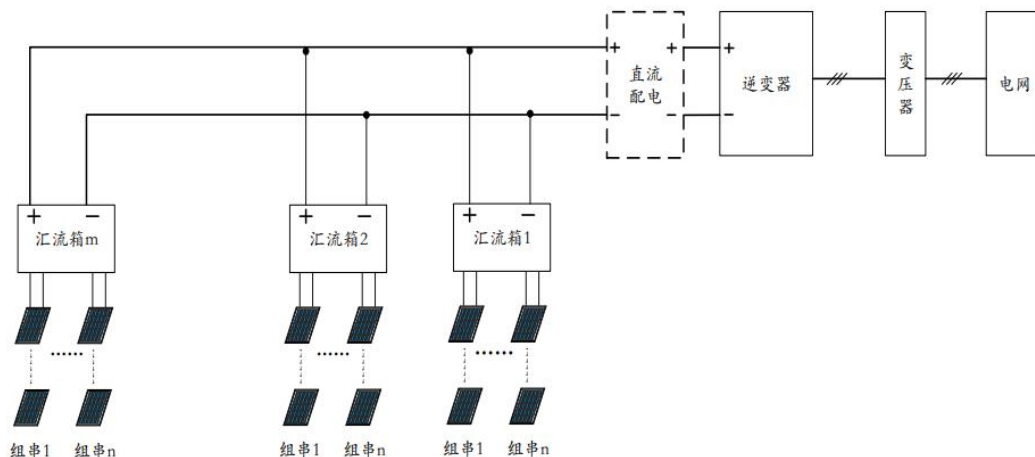 + + + 变
直流 逆变器 压 电网
配电 器
− − −
+ − + − + −
汇流箱m 汇流箱2 汇流箱1
...... ...... ......
组串1 组串n 组串1 组串n 组串1 组串n